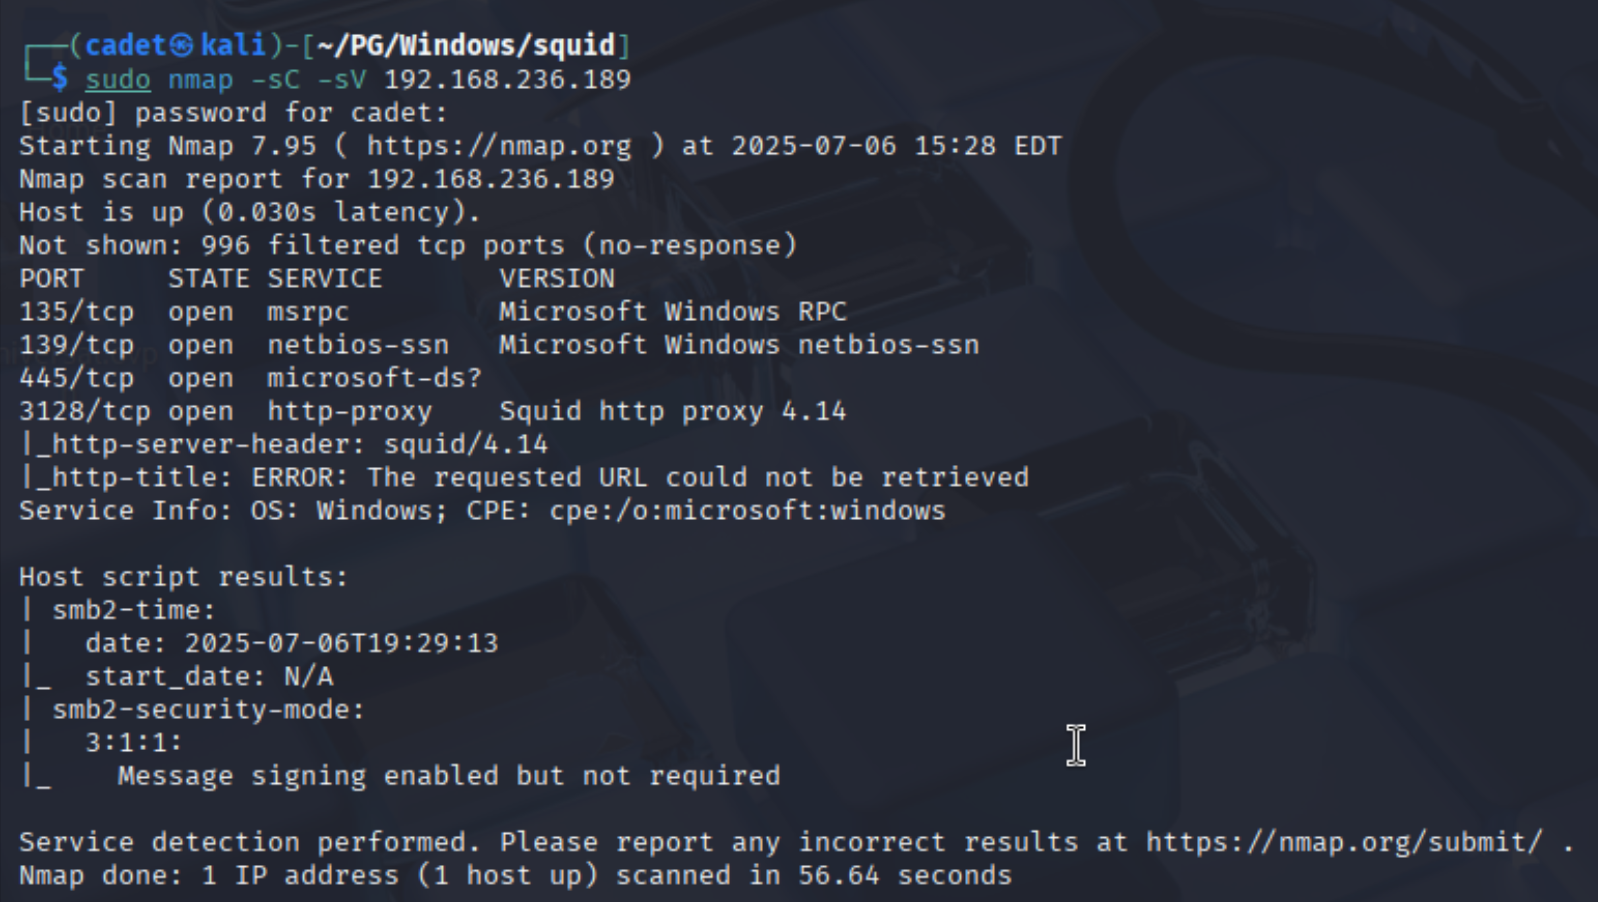 ┌──(cadet㉿kali)-[~/PG/Windows/squid]
└─$ sudo nmap -sC -sV 192.168.236.189
[sudo] password for cadet:
Starting Nmap 7.95 ( https://nmap.org ) at 2025-07-06 15:28 EDT
Nmap scan report for 192.168.236.189
Host is up (0.030s latency).
Not shown: 996 filtered tcp ports (no-response)
PORT     STATE SERVICE       VERSION
135/tcp  open  msrpc         Microsoft Windows RPC
139/tcp  open  netbios-ssn   Microsoft Windows netbios-ssn
445/tcp  open  microsoft-ds?
3128/tcp open  http-proxy    Squid http proxy 4.14
|_http-server-header: squid/4.14
|_http-title: ERROR: The requested URL could not be retrieved
Service Info: OS: Windows; CPE: cpe:/o:microsoft:windows

Host script results:
| smb2-time:
|   date: 2025-07-06T19:29:13
|_  start_date: N/A
| smb2-security-mode:
|   3:1:1:
|_    Message signing enabled but not required

Service detection performed. Please report any incorrect results at https://nmap.org/submit/ .
Nmap done: 1 IP address (1 host up) scanned in 56.64 seconds